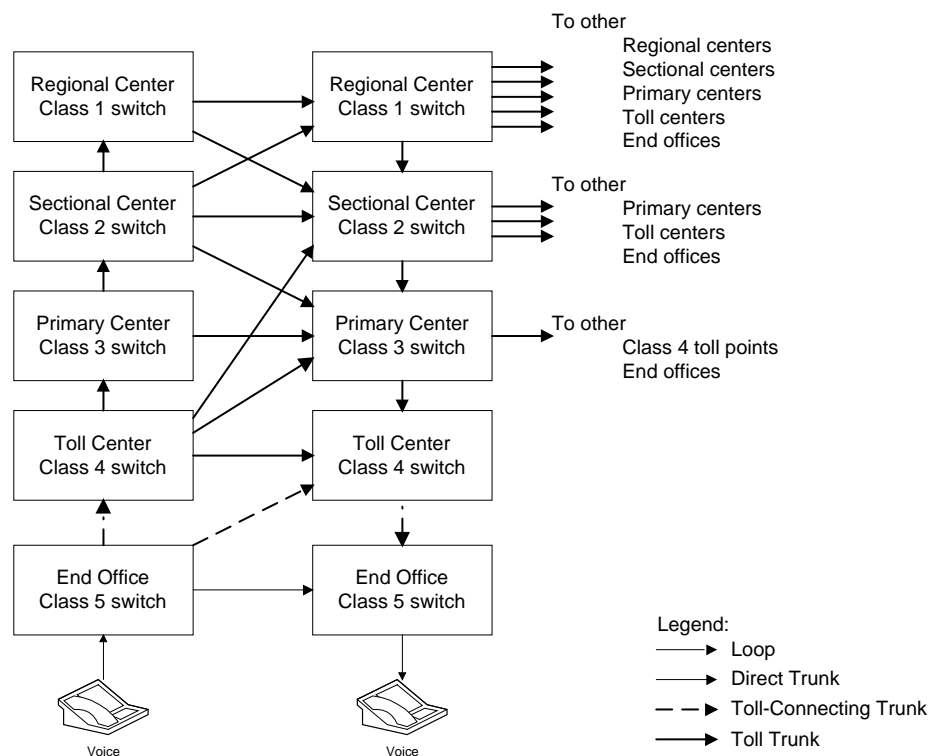 To other
Regional centers
Sectional centers
Primary centers
Toll centers
End offices
Regional Center
Class 1 switch
Regional Center
Class 1 switch
Sectional Center
Class 2 switch
Sectional Center
Class 2 switch
To other
Primary centers
Toll centers
End offices
Primary Center
Class 3 switch
Primary Center
Class 3 switch
To other
Class 4 toll points
End offices
Toll Center
Class 4 switch
Toll Center
Class 4 switch
End Office
Class 5 switch
End Office
Class 5 switch
Voice
Voice
Legend:
Loop
Direct Trunk
Toll-Connecting Trunk
Toll Trunk